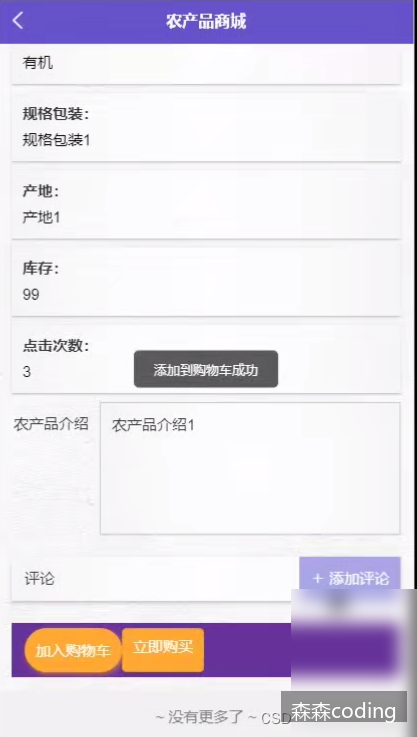 农产品商城
有机
规格包装：
规格包装1
产地：
产地1
库存：
99
点击次数：
3
添加到购物车成功
农产品介绍
农产品介绍1
评论
+ 添加评论
加入购物车
立即购买
~ 没有更多了 ~
CSD
森森coding